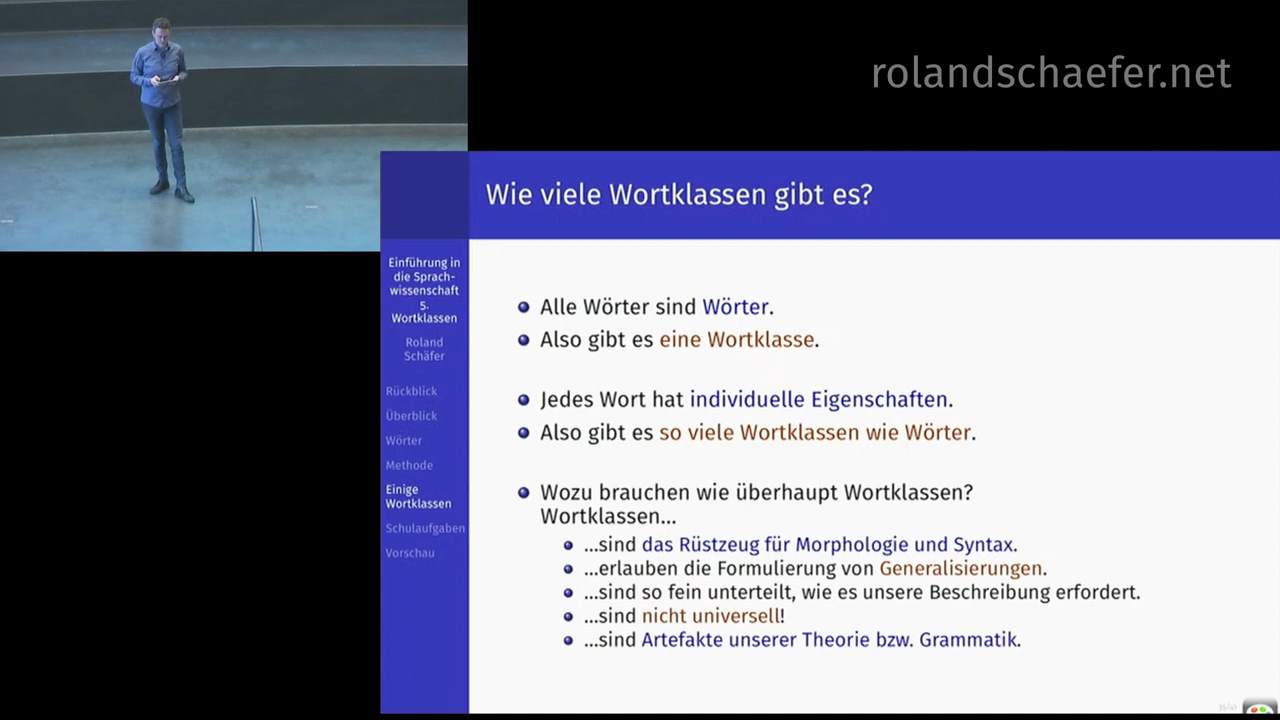 rolandschaefer.net
Wie viele Wortklassen gibt es?
Einführung in
die Sprach-
wissenschaft
5.
Wortklassen
Roland
Schäfer
Rückblick
Überblick
Wörter
Methode
Einige
Wortklassen
Schulaufgaben
Vorschau
Alle Wörter sind Wörter.
Also gibt es eine Wortklasse.
Jedes Wort hat individuelle Eigenschaften.
Also gibt es so viele Wortklassen wie Wörter.
Wozu brauchen wie überhaupt Wortklassen?
Wortklassen...
...sind das Rüstzeug für Morphologie und Syntax.
...erlauben die Formulierung von Generalisierungen.
...sind so fein unterteilt, wie es unsere Beschreibung erfordert.
...sind nicht universell!
...sind Artefakte unserer Theorie bzw. Grammatik.